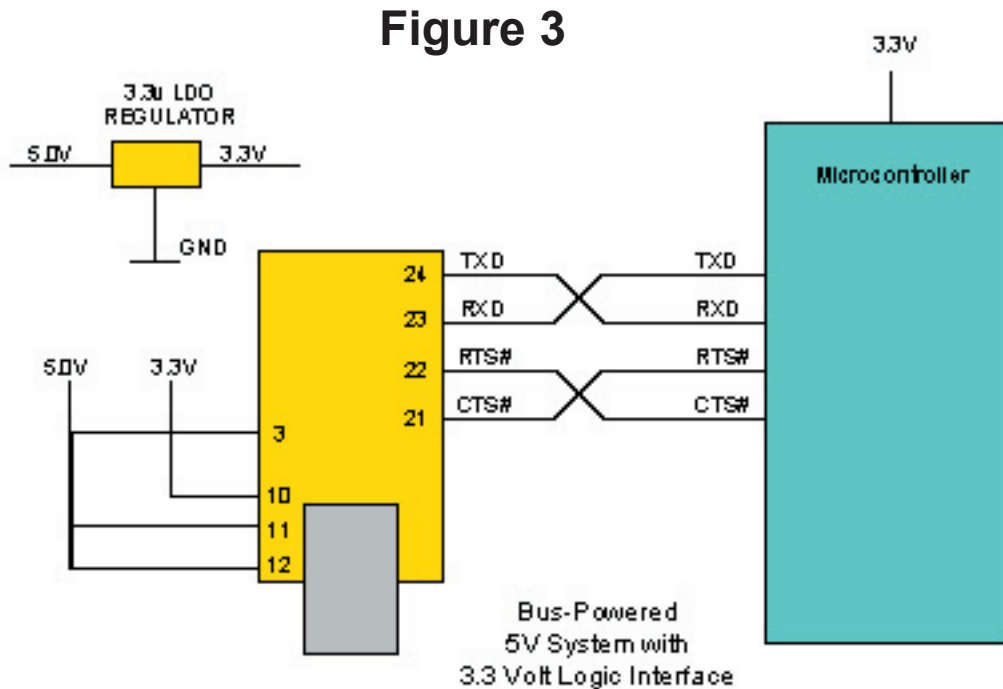 Figure 3
3.3V
3.3u LDO
REGULATOR
5.0V
3.3V
GND
Microcontroller
24
TXD
TXD
23
RXD
RXD
22
RTS#
RTS#
21
CTS#
CTS#
5.0V
3.3V
3
10
11
12
Bus-Powered
5V System with
3.3 Volt Logic Interface